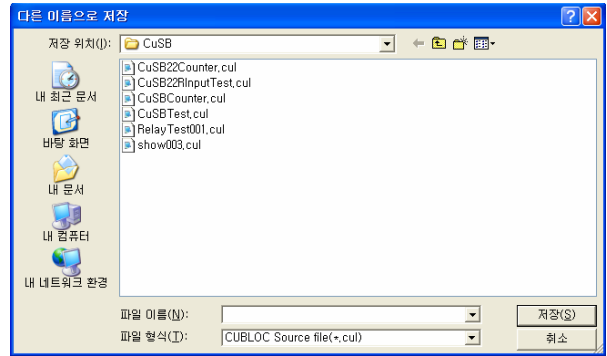 다른 이름으로 저장
저장 위치(I): CuSB
내 최근 문서
바탕 화면
내 문서
내 컴퓨터
내 네트워크 환경
CuSB22Counter.cul
CuSB22RInputTest.cul
CuSBCounter.cul
CuSBTest.cul
RelayTest001.cul
show003.cul
파일 이름(N): 저장(S)
파일 형식(T): CUBLOC Source file(*.cul) 취소